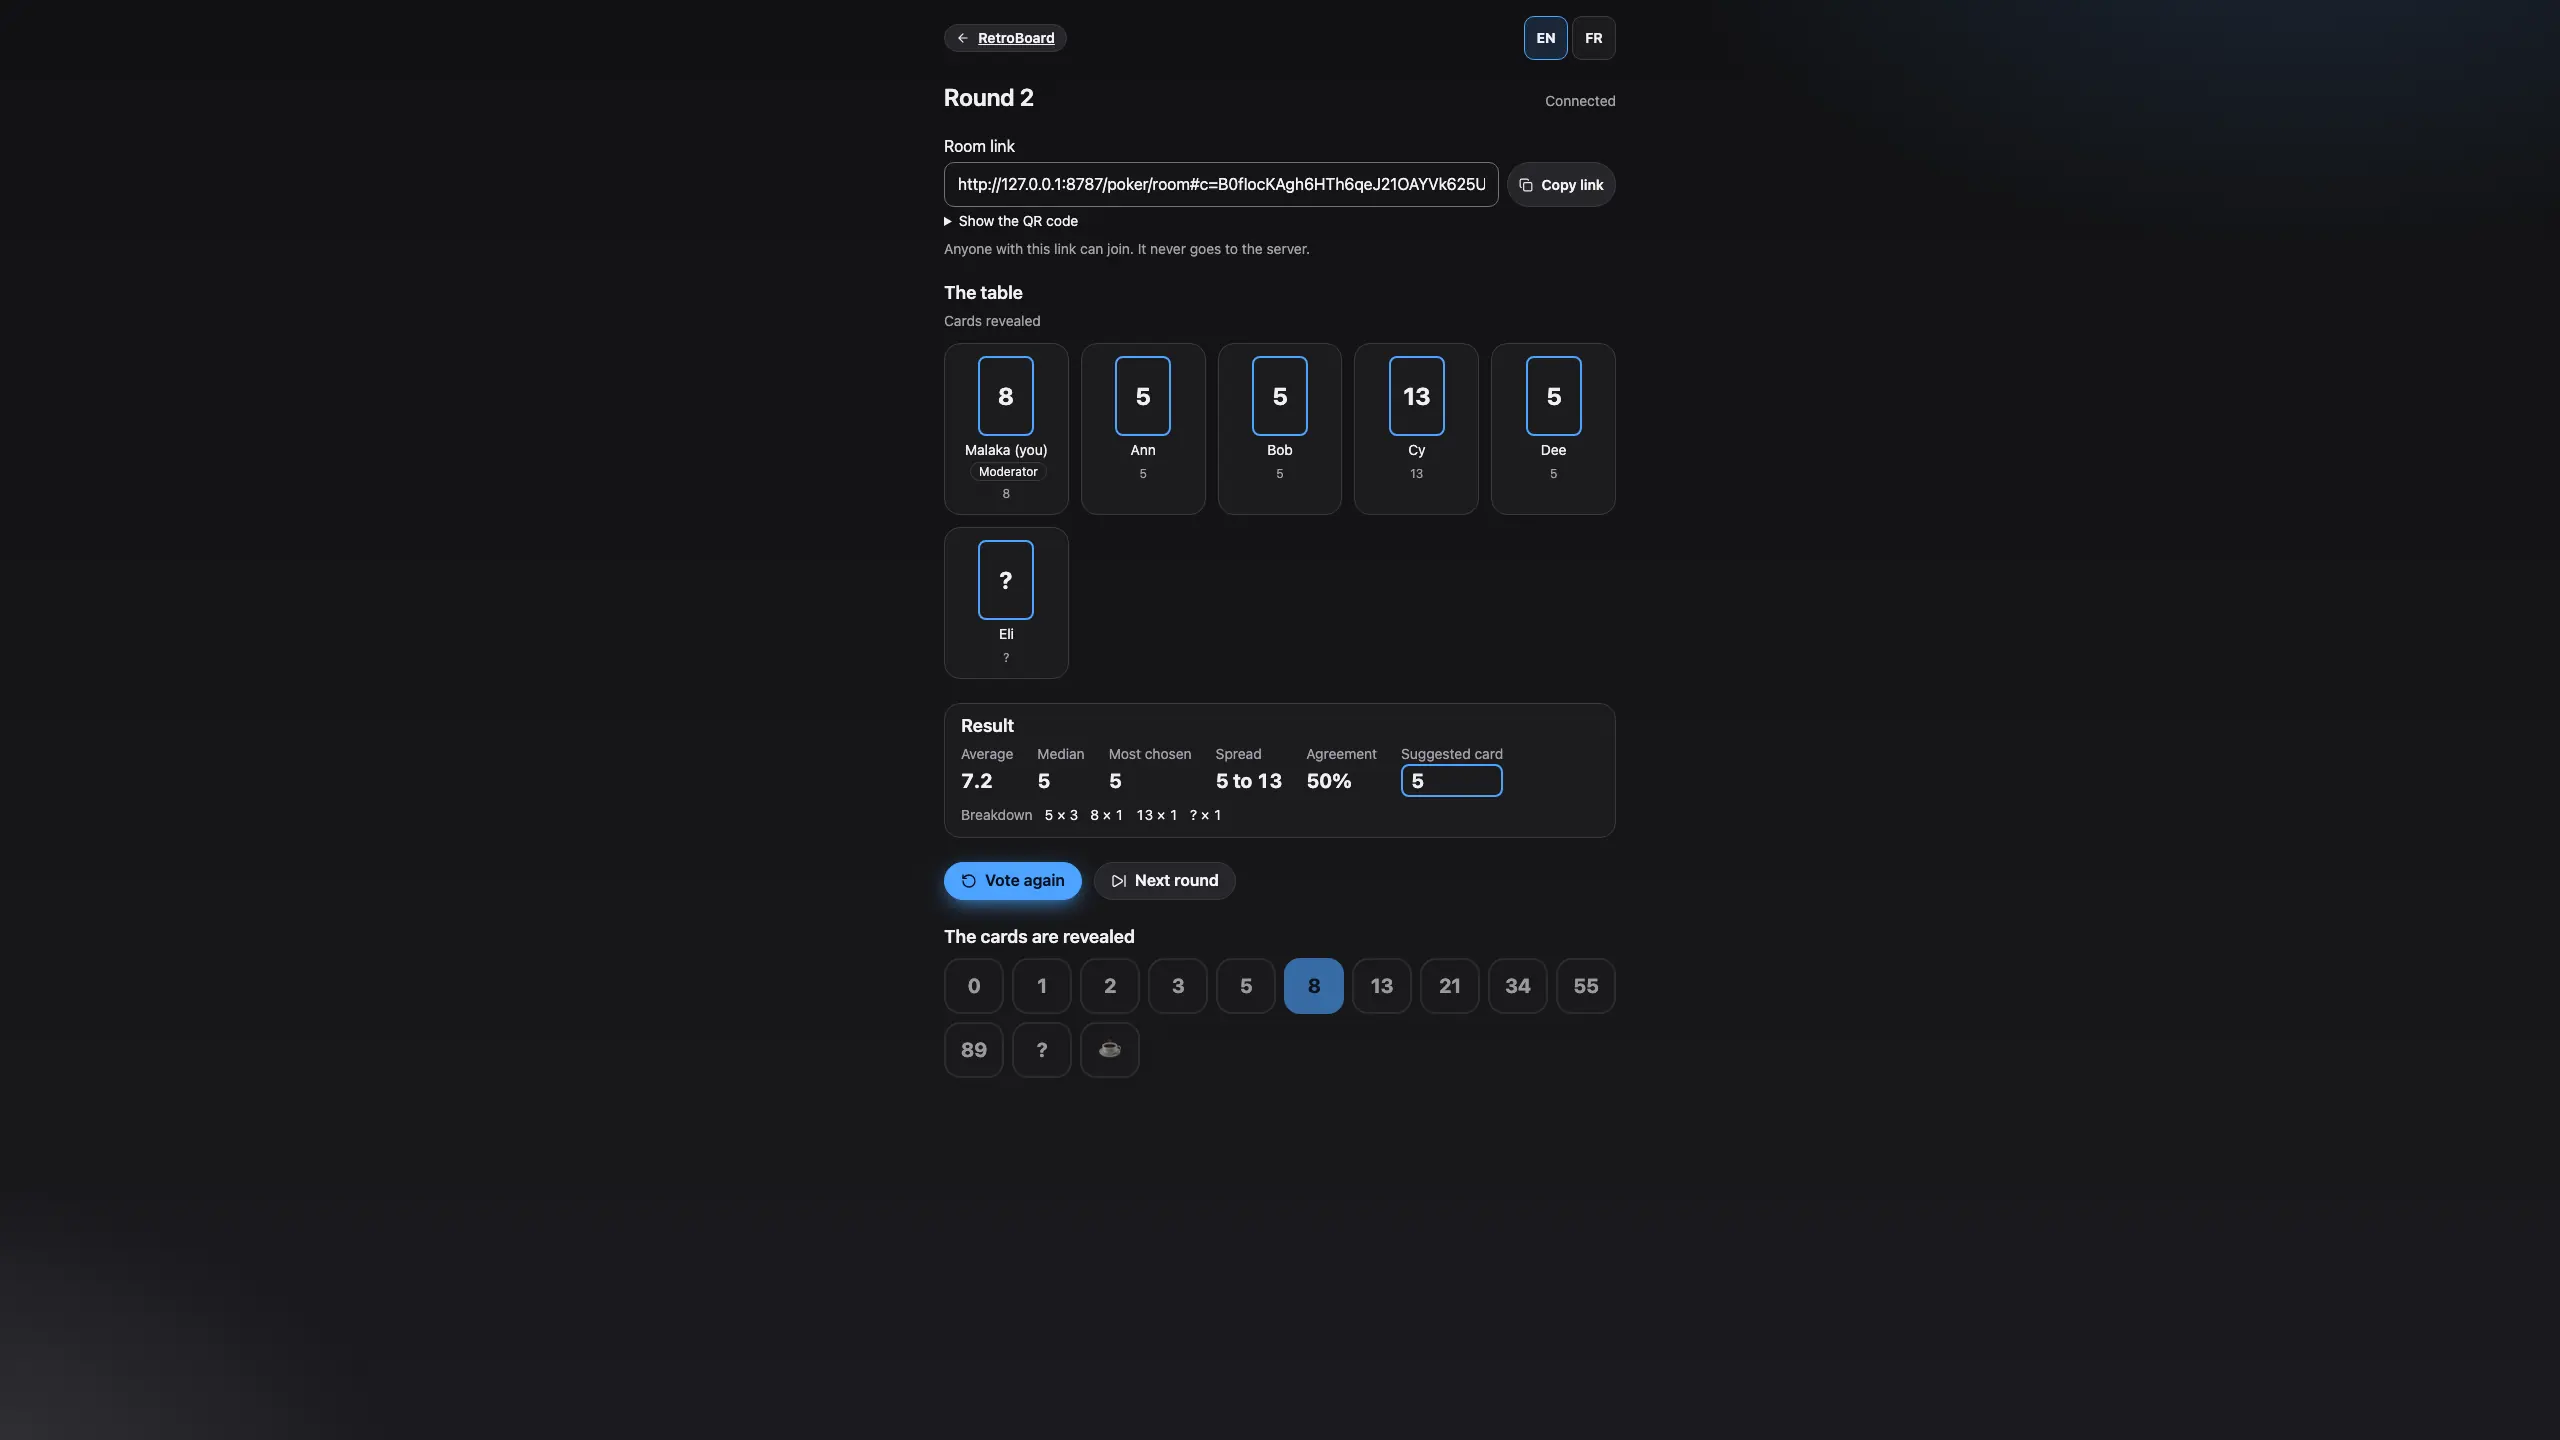 RetroBoard
EN FR
Round 2
Connected
Room link
http://127.0.0.1:8787/poker/room#c=B0flocKAgh6HTh6qeJ21OAYVk625U
Copy link
Show the QR code
Anyone with this link can join. It never goes to the server.
The table
Cards revealed
8 5 5 13 5
Malaka (you) Ann Bob Cy Dee
Moderator 5 5 13 5
8
?
Eli
?
Result
Average Median Most chosen Spread Agreement Suggested card
7.2 5 5 5 to 13 50% 5
Breakdown 5 × 3 8 × 1 13 × 1 ? × 1
Vote again Next round
The cards are revealed
0 1 2 3 5 8 13 21 34 55
89 ?